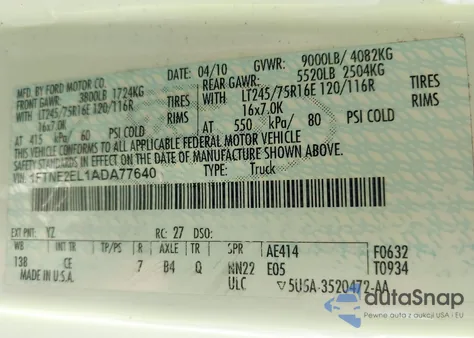 MFD. BY FORD MOTOR CO.
DATE: 04/10 GVWR: 9000LB/ 4082KG
FRONT GAWR: 3800LB 1724KG
REAR GAWR: 5520LB 2504KG
WITH LT245/75R16E 120/116R TIRES
WITH LT245/75R16E 120/116R TIRES
16x7.0K RIMS
16x7.0K RIMS
AT 415 kPa/ 60 PSI COLD
AT 550 kPa/ 80 PSI COLD
THIS VEHICLE CONFORMS TO ALL APPLICABLE FEDERAL MOTOR VEHICLE
SAFETY STANDARDS IN EFFECT ON THE DATE OF MANUFACTURE SHOWN ABOVE.
VIN: 1FTNE2EL1ADA77640
TYPE: Truck
EXT PNT: YZ RC: 27 DSO:
WB INT TR TP/PS R AXLE TR SPR AE414 F0632
138 CE 7 B4 Q NN22 E05 T0934
MADE IN U.S.A. ULC 5U5A-3520472-AA
autaSnap
Pewne auta z aukcji USA i EU